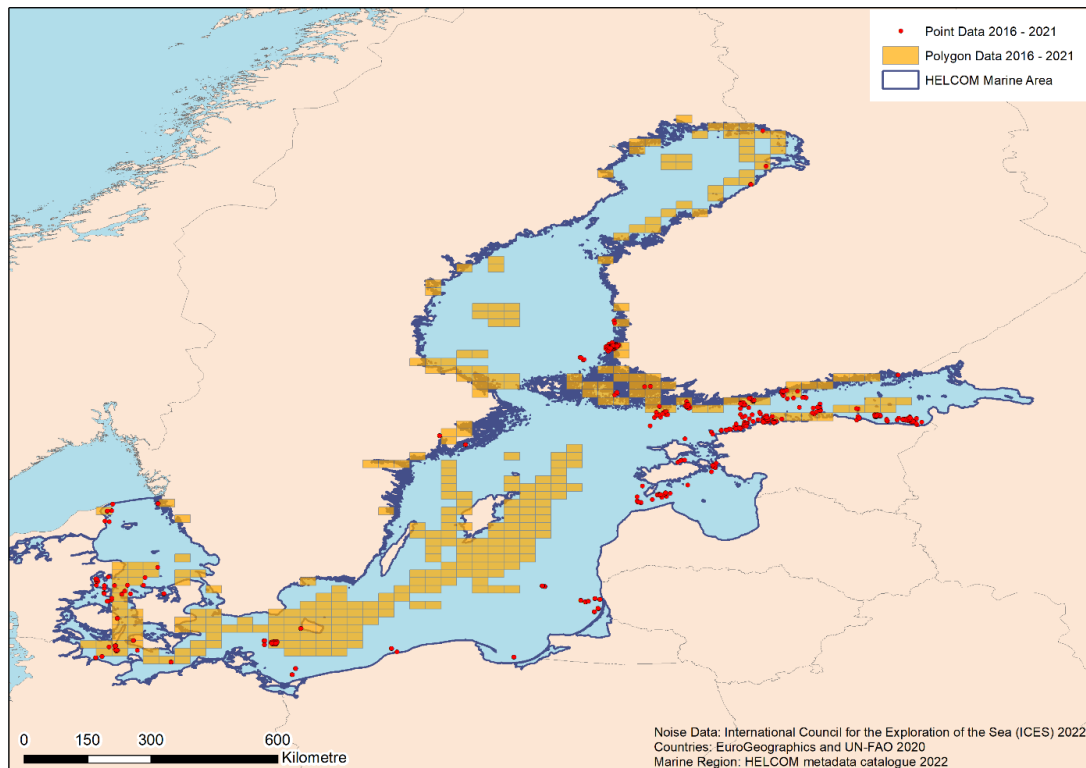 Point Data 2016 - 2021
Polygon Data 2016 - 2021
HELCOM Marine Area
0 150 300 600
Kilometre
Noise Data: International Council for the Exploration of the Sea (ICES) 2022
Countries: EuroGeographics and UN-FAO 2020
Marine Region: HELCOM metadata catalogue 2022